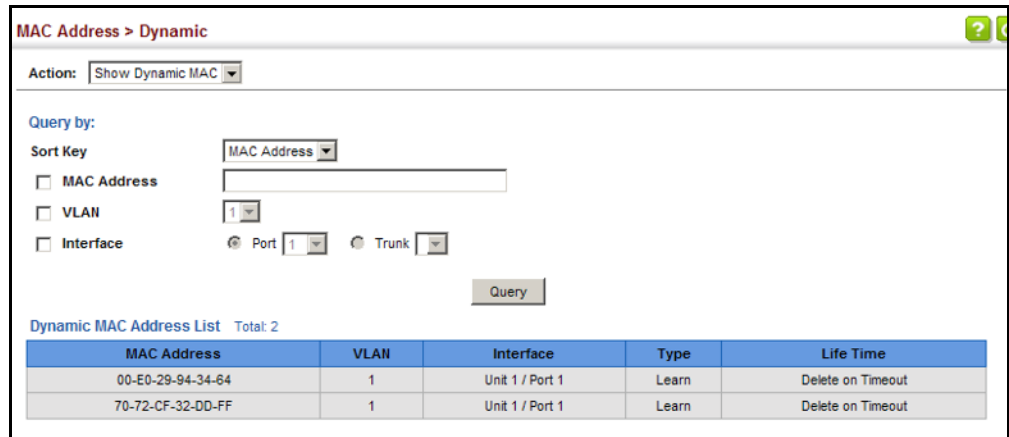 MAC Address > Dynamic
?
Action: Show Dynamic MAC
Query by:
Sort Key MAC Address
MAC Address
VLAN 1
Interface Port 1 Trunk
Query
Dynamic MAC Address List Total: 2
MAC Address VLAN Interface Type Life Time
00-E0-29-94-34-64 1 Unit 1 / Port 1 Learn Delete on Timeout
70-72-CF-32-DD-FF 1 Unit 1 / Port 1 Learn Delete on Timeout